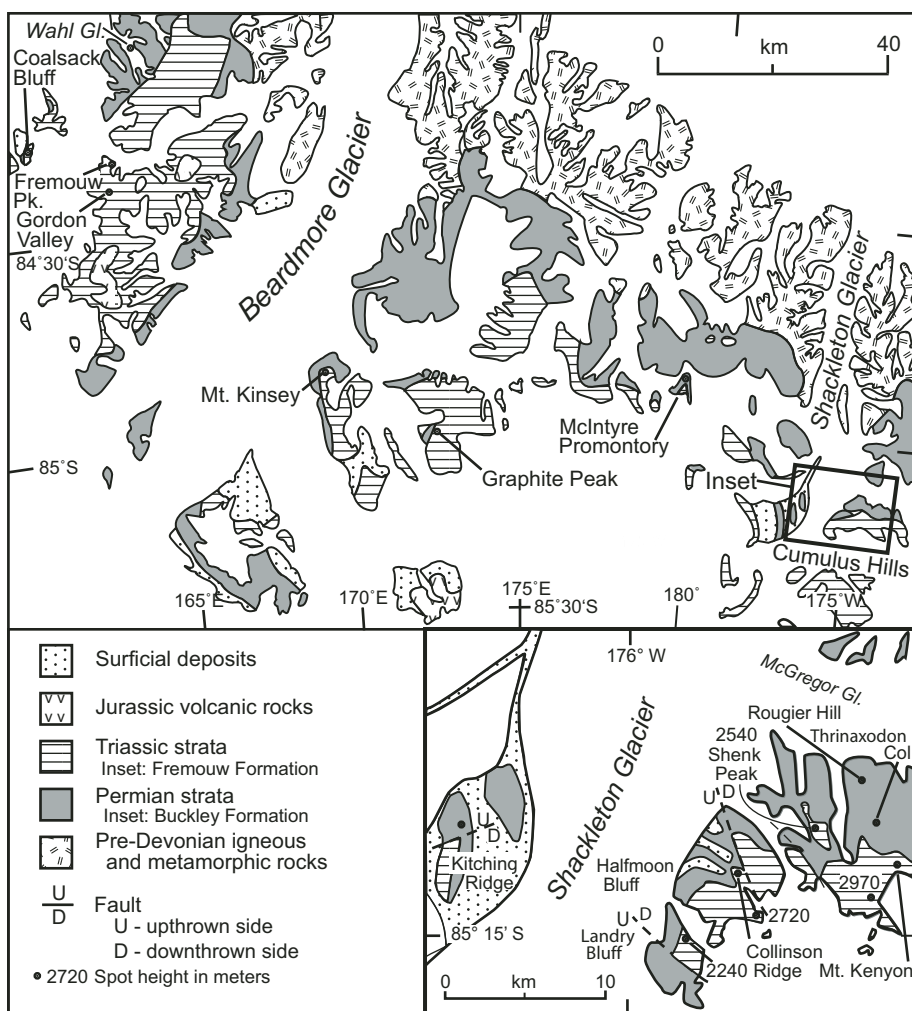 Wahl Gl.
Coalsack
Bluff
0 km 40
Fremouw
Pk.
Gordon
Valley
84˚30‘S
Beardmore Glacier
Shackleton Glacier
Mt. Kinsey
McIntyre
Promontory
85˚S
Graphite Peak
Inset
Cumulus Hills
165˚E
170˚E
175˚E
85˚30‘S
180˚
175˚W
Surficial deposits
Jurassic volcanic rocks
Triassic strata
Inset: Fremouw Formation
Permian strata
Inset: Buckley Formation
Pre-Devonian igneous
and metamorphic rocks
U
D
Fault
U - upthrown side
D - downthrown side
2720 Spot height in meters
176° W
McGregor Gl.
Rougier Hill
2540
Thrinaxodon
Col
Shenk
Peak
U D
Shackleton Glacier
U
D
Kitching
Ridge
Halfmoon
Bluff
2970
85° 15’ S
U D
2720
Landry
Bluff
2240
Collinson
Ridge
Mt. Kenyon
0 km 10